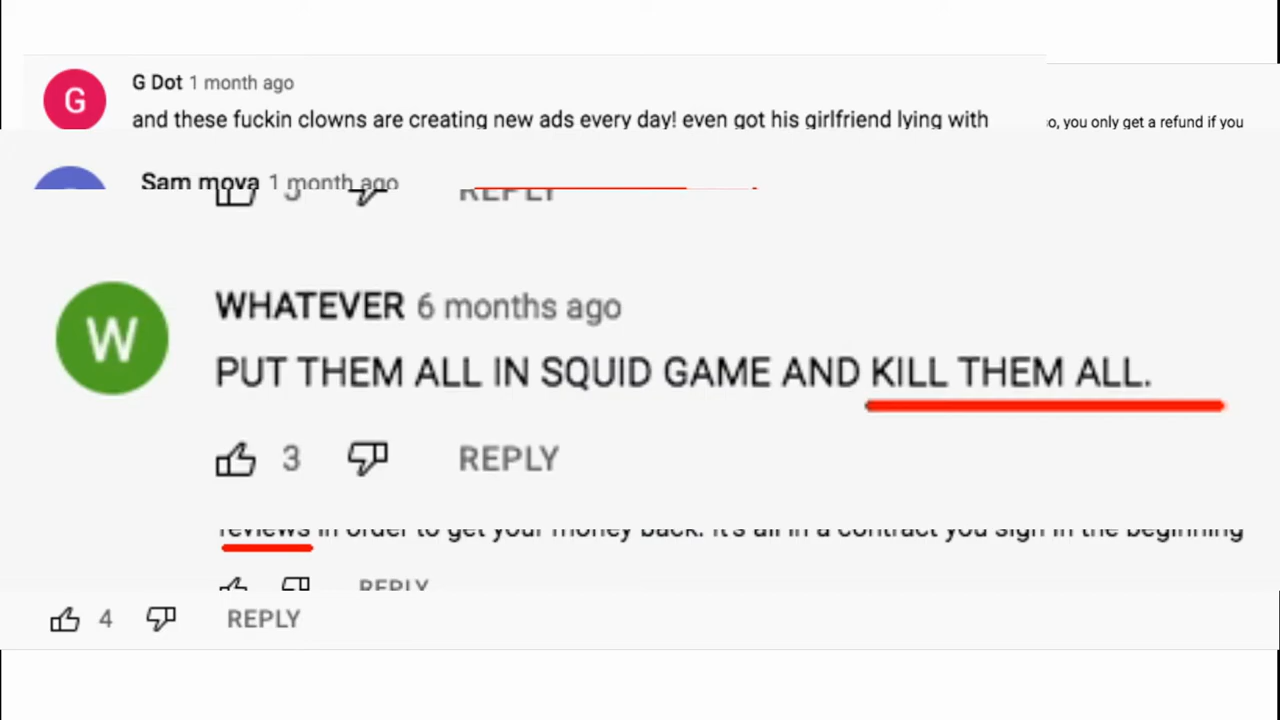 G Dot 1 month ago
and these fuckin clowns are creating new ads every day! even got his girlfriend lying with
o, you only get a refund if you
Sam mova 1 month ago
REPLY
WHATEVER 6 months ago
PUT THEM ALL IN SQUID GAME AND KILL THEM ALL.
3 REPLY
reviews in order to get your money back. It's all in a contract you sign in the beginning
REPLY
4 REPLY